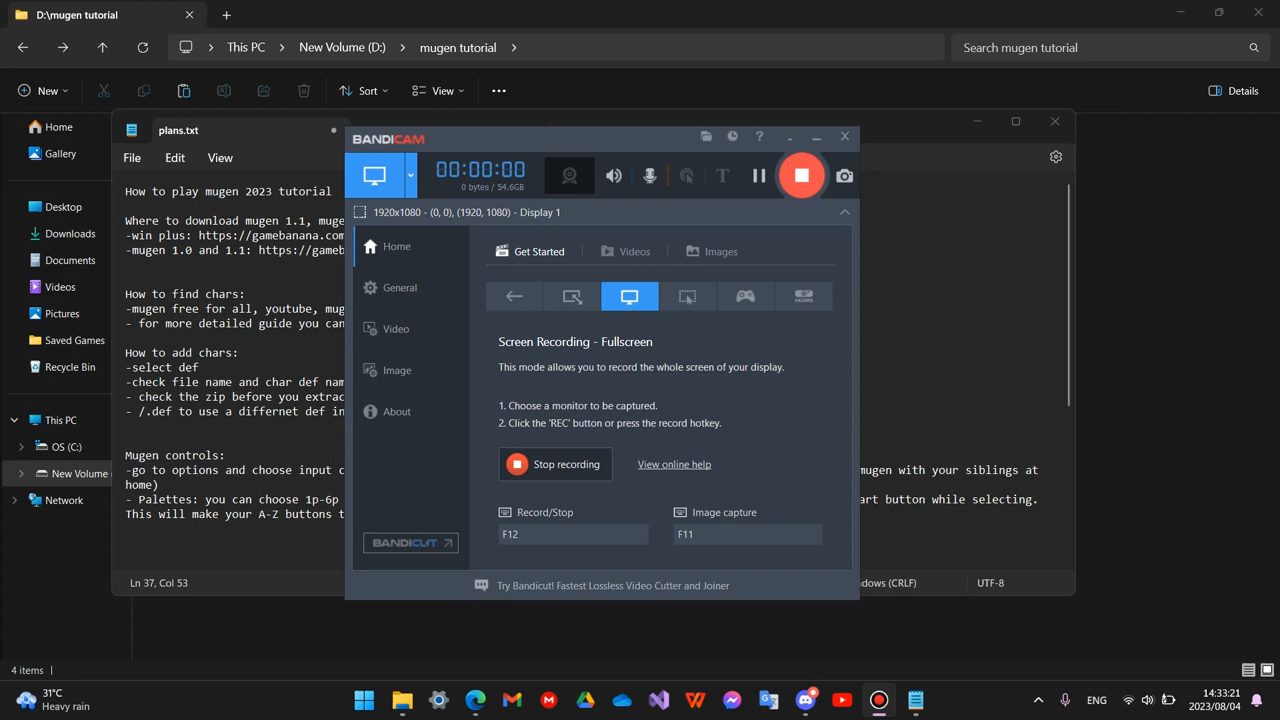 D:\mugen tutorial
This PC
New Volume (D:)
mugen tutorial
Search mugen tutorial
New
Sort
View
Details
Home
Gallery
Desktop
Downloads
Documents
Videos
Pictures
Saved Games
Recycle Bin
This PC
OS (C:)
New Volume
Network
4 items
plans.txt
File
Edit
View
How to play mugen 2023 tutorial
Where to download mugen 1.1, muge
-win plus: https://gamebanana.com
-mugen 1.0 and 1.1: https://gameb
How to find chars:
-mugen free for all, youtube, mug
- for more detailed guide you can
How to add chars:
-select def
-check file name and char def nam
- check the zip before you extrac
- /.def to use a differnet def in
Mugen controls:
-go to options and choose input c
mugen with your siblings at
home)
- Palettes: you can choose 1p-6p
art button while selecting.
This will make your A-Z buttons t
Ln 37, Col 53
dows (CRLF)
UTF-8
BANDICAM
?
00:00:00
0 bytes / 54.6GB
T
1920x1080 - (0, 0), (1920, 1080) - Display 1
Home
General
Video
Image
About
BANDICUT
Get Started
Videos
Images
Screen Recording - Fullscreen
This mode allows you to record the whole screen of your display.
1. Choose a monitor to be captured.
2. Click the 'REC' button or press the record hotkey.
Stop recording
View online help
Record/Stop
Image capture
F12
F11
Try Bandicut! Fastest Lossless Video Cutter and Joiner
31°C
Heavy rain
ENG
14:33:21
2023/08/04